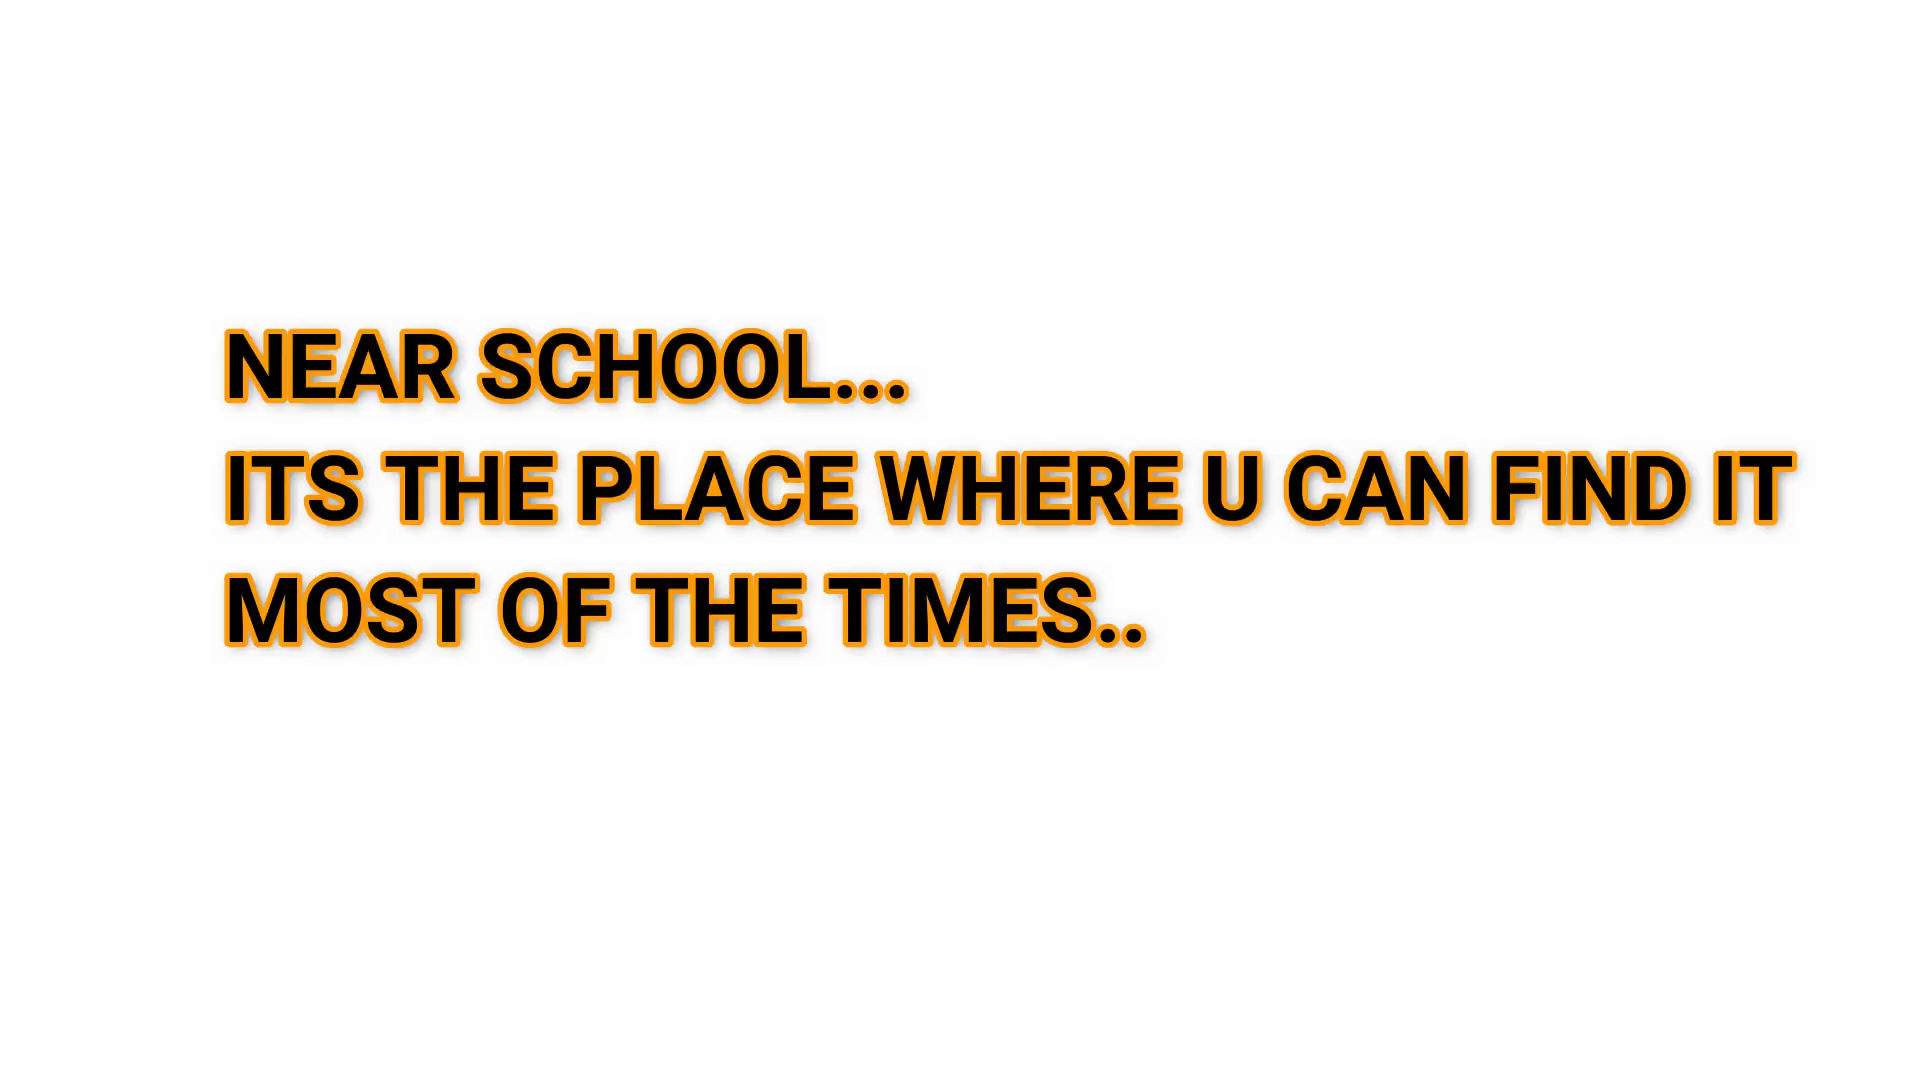 NEAR SCHOOL...
ITS THE PLACE WHERE U CAN FIND IT
MOST OF THE TIMES..